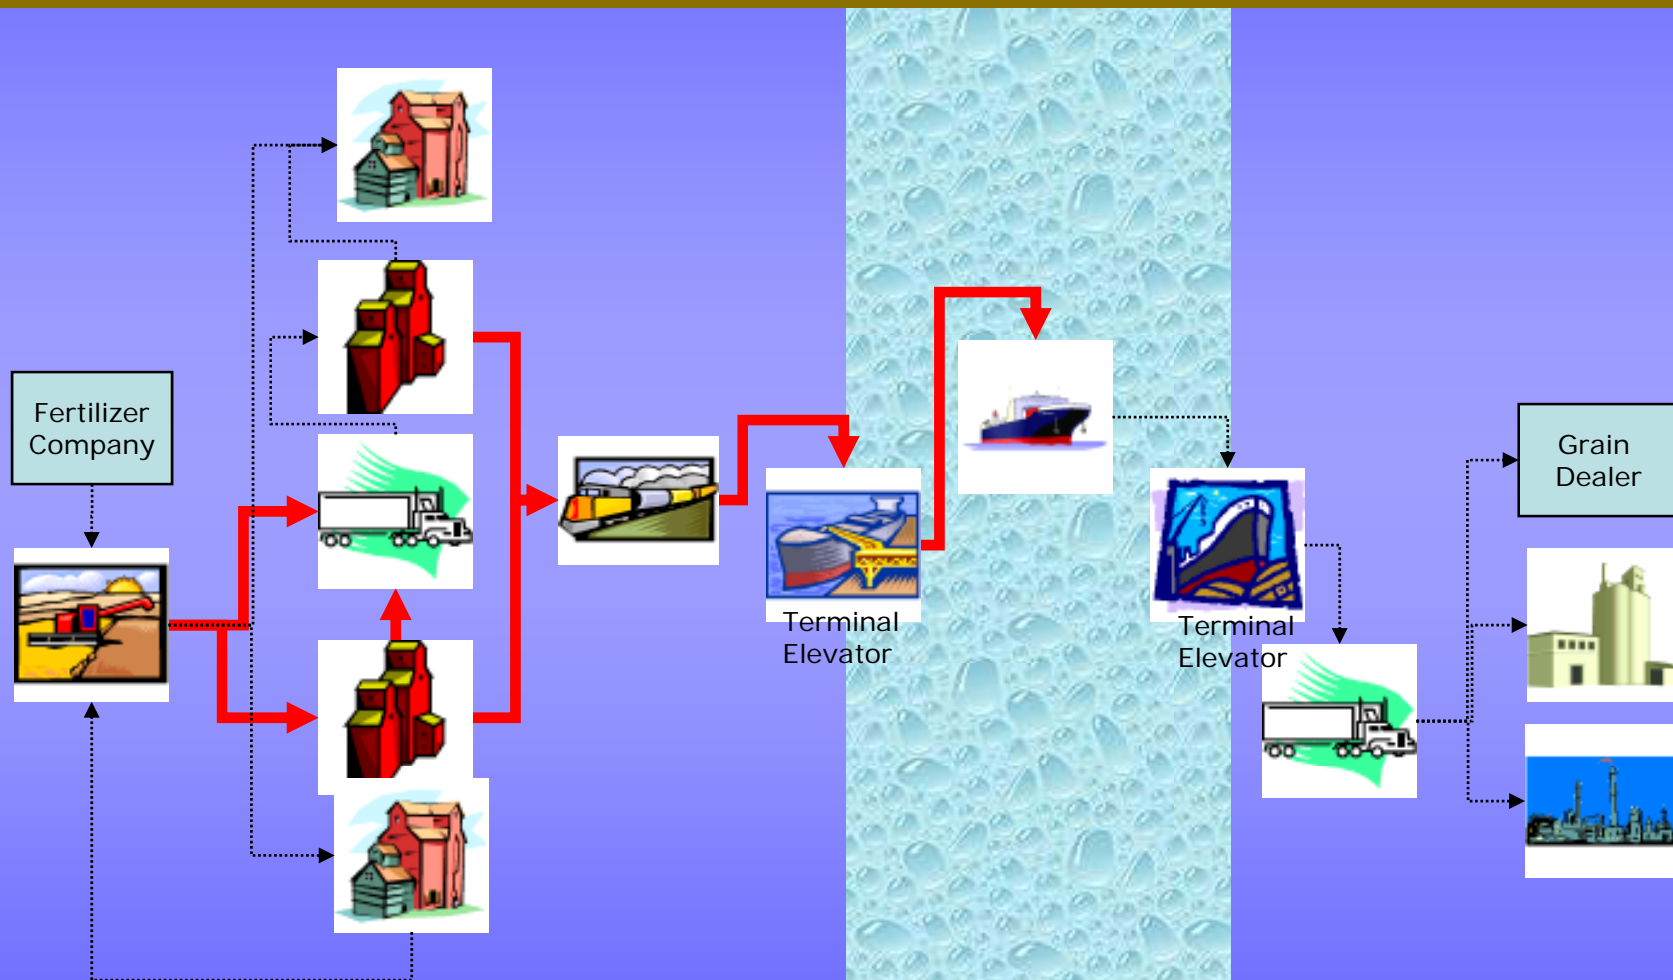 Fertilizer
Company
Terminal
Elevator
Terminal
Elevator
Grain
Dealer